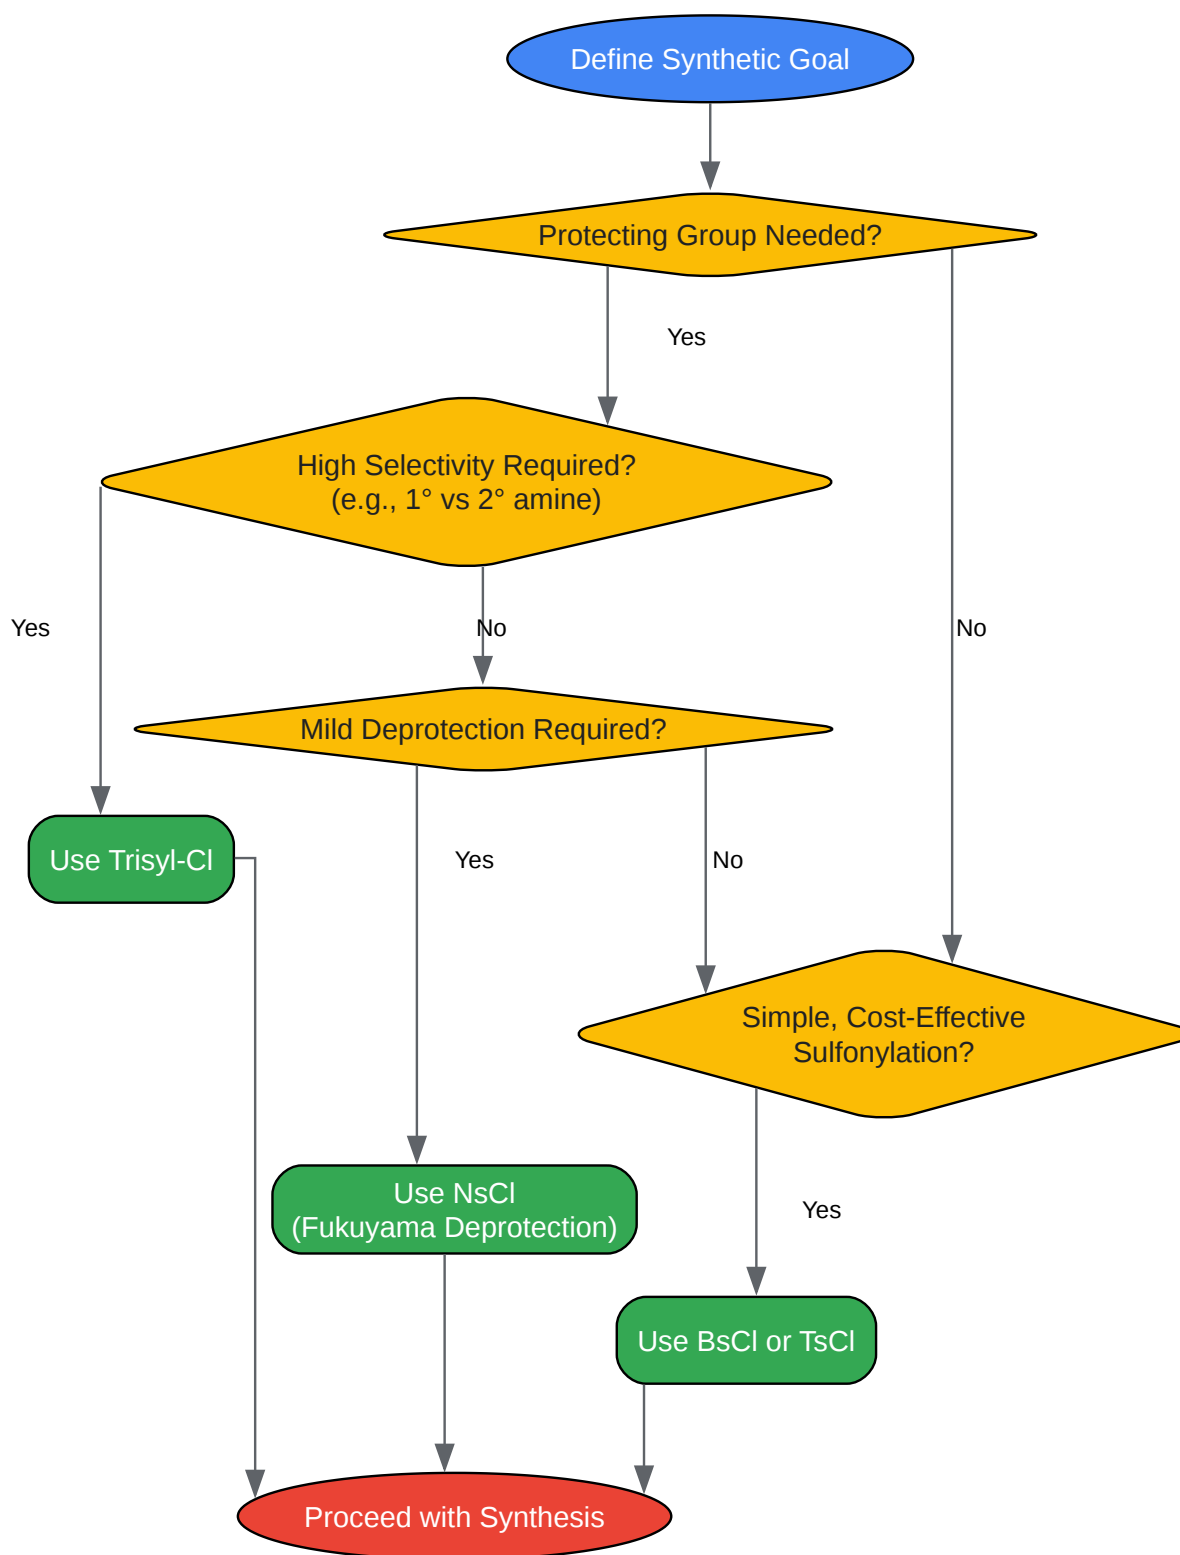 Define Synthetic Goal
Protecting Group Needed?
Yes
High Selectivity Required?
(e.g., 1° vs 2° amine)
Yes
No
No
Mild Deprotection Required?
Use Trisyl-Cl
Yes
No
Simple, Cost-Effective
Sulfonylation?
Use NsCl
(Fukuyama Deprotection)
Yes
Use BsCl or TsCl
Proceed with Synthesis